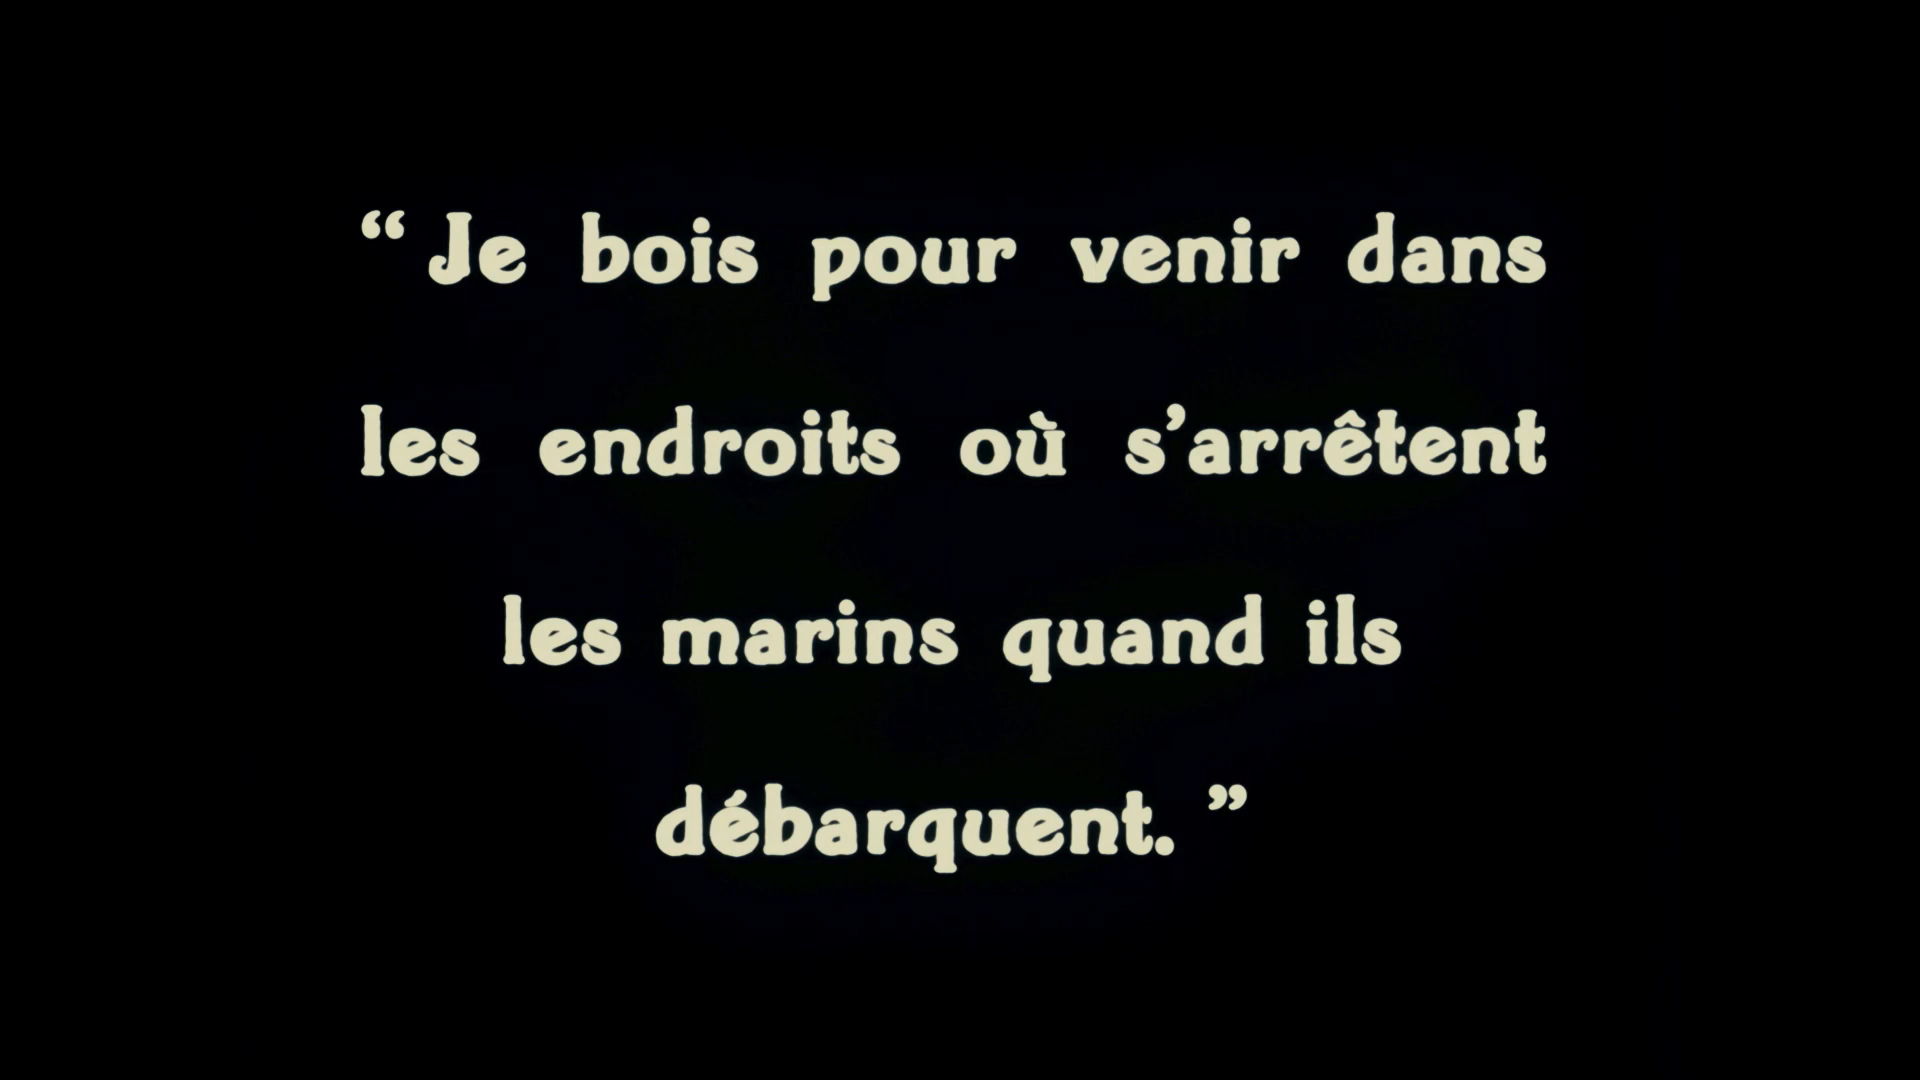 “ Je bois pour venir dans
les endroits où s’arrêtent
les marins quand ils
débarquent. ”